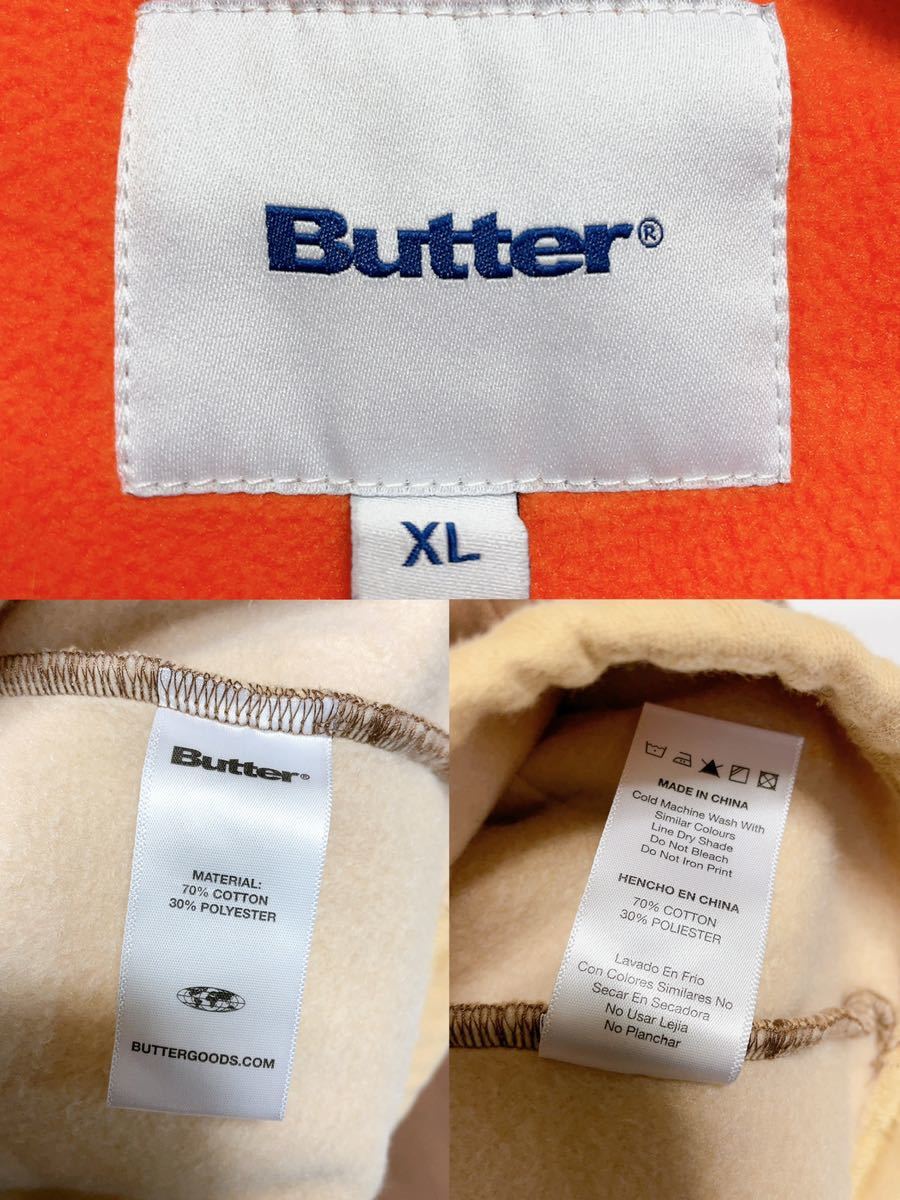 Butter®
XL
Butter®
MATERIAL:
70% COTTON
30% POLYESTER
BUTTERGOODS.COM
MADE IN CHINA
Cold Machine Wash With
Similar Colours
Line Dry Shade
Do Not Bleach
Do Not Iron Print
HENCHO EN CHINA
70% COTTON
30% POLIESTER
Lavado En Frio
Con Colores Similares No
Secar En Secadora
No Usar Lejia
No Planchar